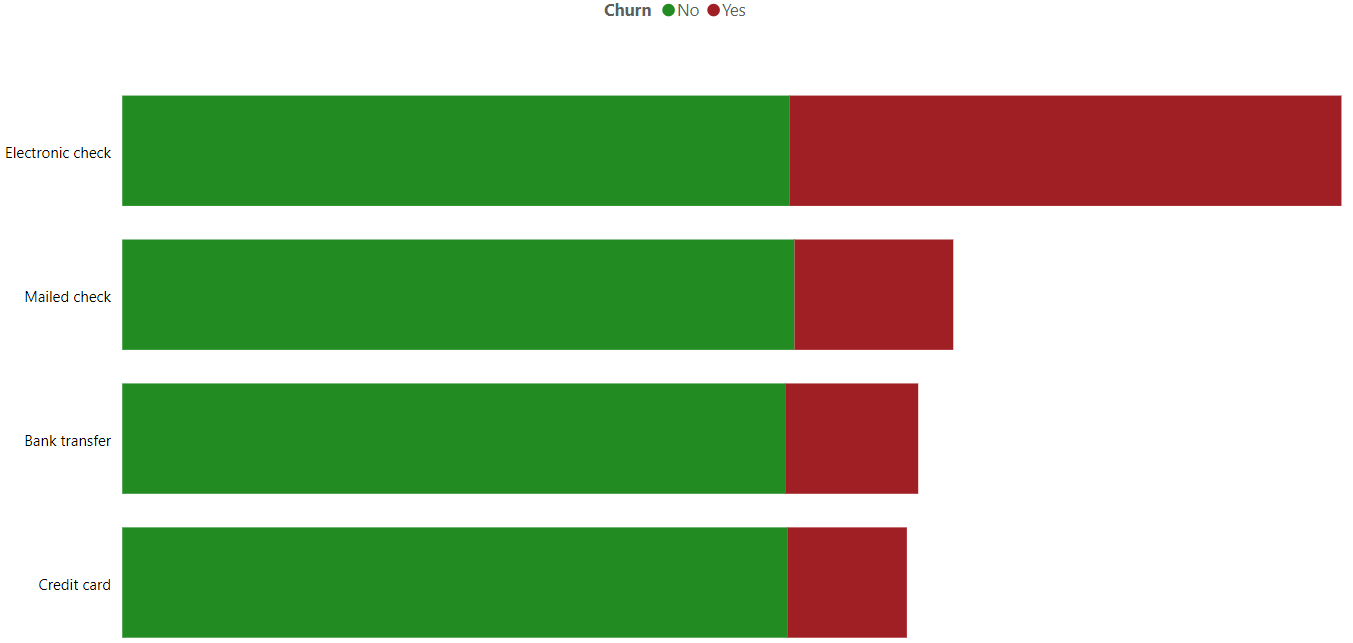 Churn No Yes
Electronic check
Mailed check
Bank transfer
Credit card